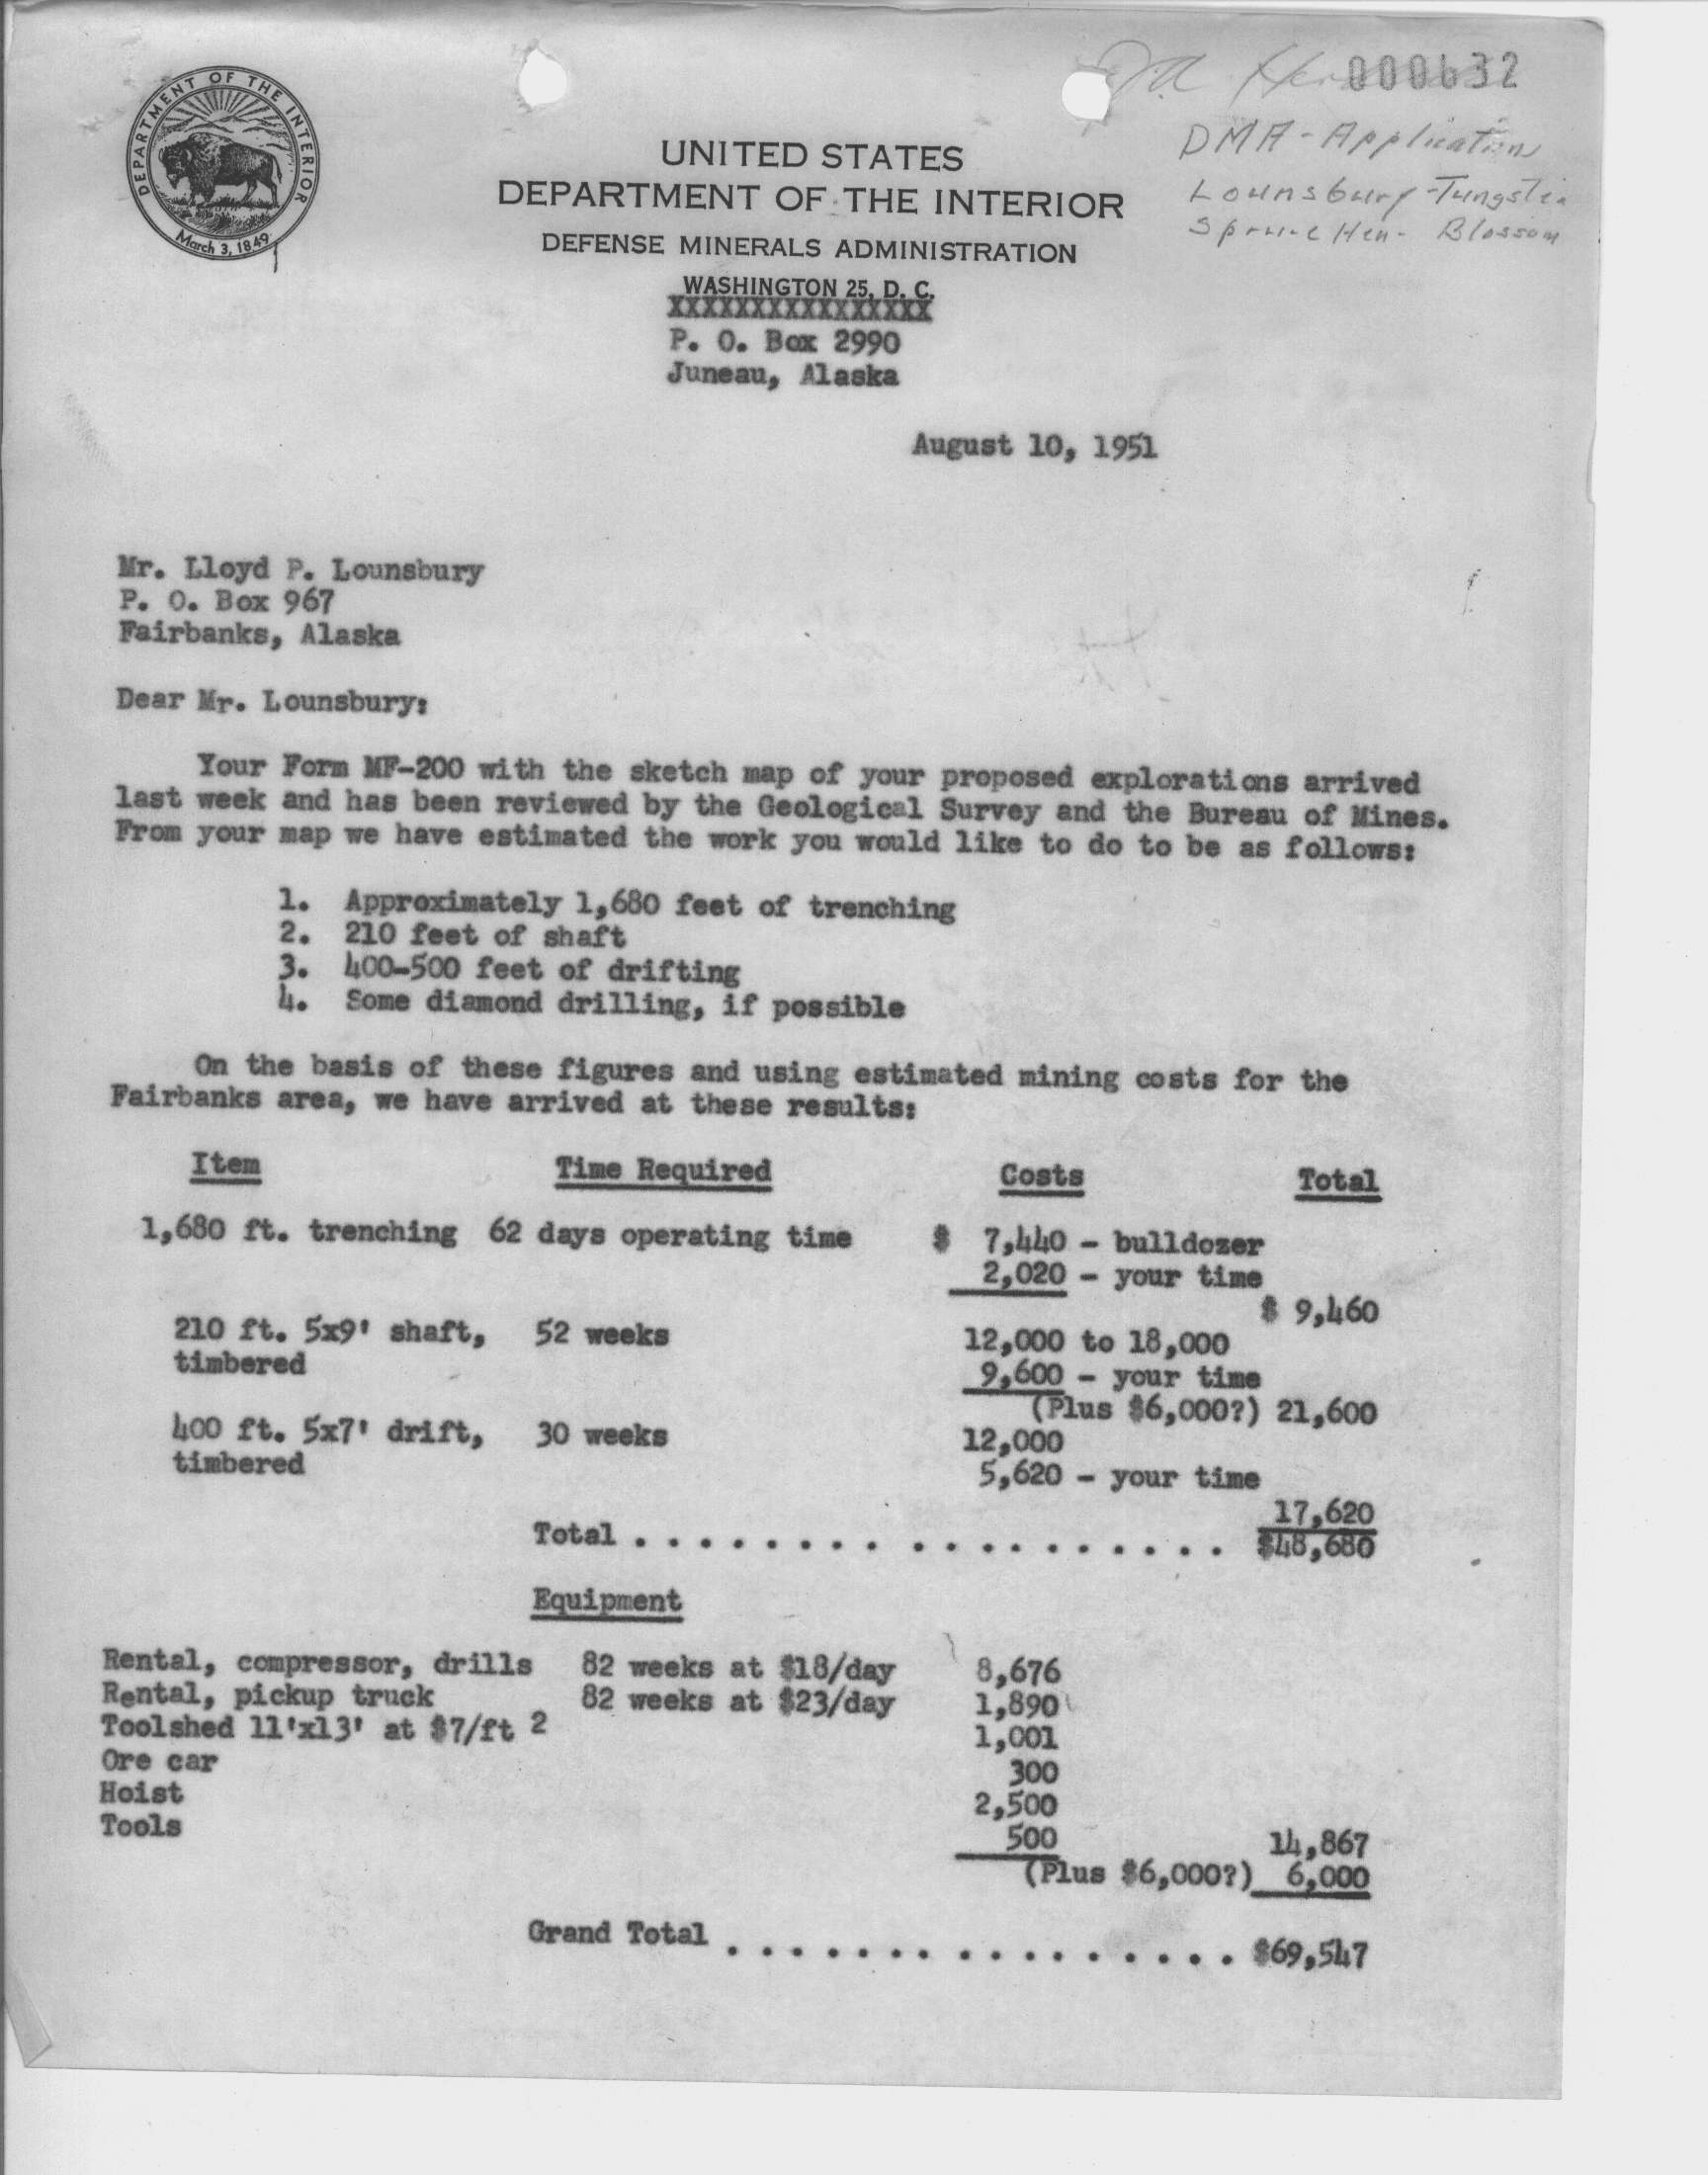 000632
DMA - Application
Lounsbury - Tungsten
Spruce Hen - Blossom
DEPARTMENT OF THE INTERIOR
March 3, 1849
UNITED STATES
DEPARTMENT OF THE INTERIOR
DEFENSE MINERALS ADMINISTRATION
WASHINGTON 25, D. C.
XXXXXXXXXXXXXXXX
P. O. Box 2990
Juneau, Alaska
August 10, 1951
Mr. Lloyd P. Lounsbury
P. O. Box 967
Fairbanks, Alaska
Dear Mr. Lounsbury:
Your Form MF-200 with the sketch map of your proposed explorations arrived
last week and has been reviewed by the Geological Survey and the Bureau of Mines.
From your map we have estimated the work you would like to do to be as follows:
1. Approximately 1,680 feet of trenching
2. 210 feet of shaft
3. 400-500 feet of drifting
4. Some diamond drilling, if possible
On the basis of these figures and using estimated mining costs for the
Fairbanks area, we have arrived at these results:
Item Time Required Costs Total
1,680 ft. trenching 62 days operating time $ 7,440 - bulldozer
2,020 - your time
$ 9,460
210 ft. 5x9' shaft, 52 weeks 12,000 to 18,000
timbered 9,600 - your time
(Plus $6,000?) 21,600
400 ft. 5x7' drift, 30 weeks 12,000
timbered 5,620 - your time
17,620
Total . . . . . . . . . . . . . . . . . . $48,680
Equipment
Rental, compressor, drills 82 weeks at $18/day 8,676
Rental, pickup truck 82 weeks at $23/day 1,890
Toolshed 11'x13' at $7/ft 2 1,001
Ore car 300
Hoist 2,500
Tools 500 14,867
(Plus $6,000?) 6,000
Grand Total . . . . . . . . . . . . . . . . $69,547